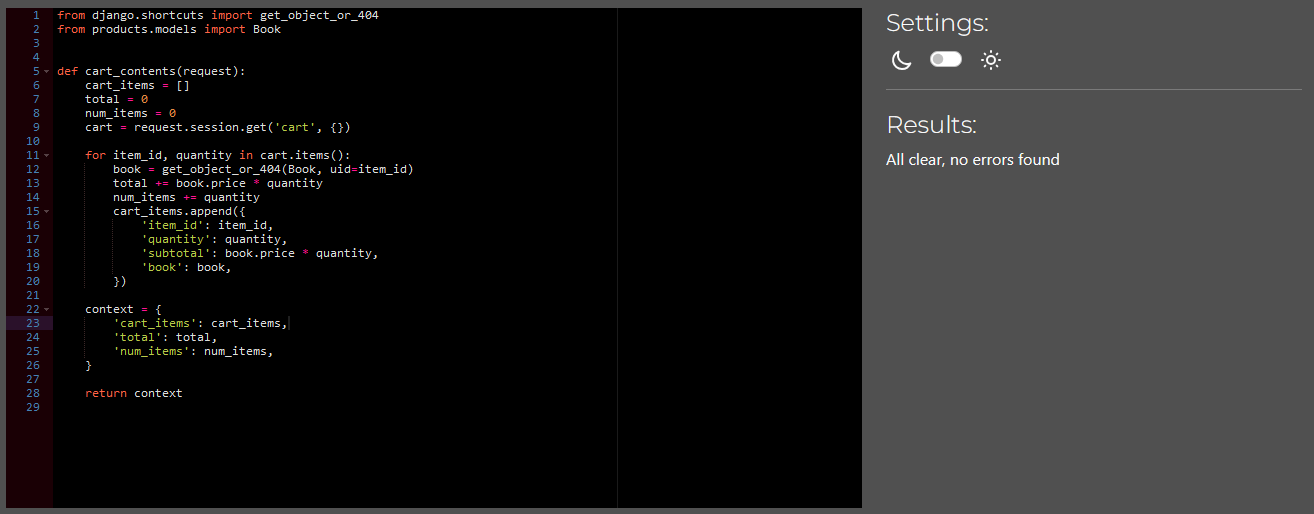 1 from django.shortcuts import get_object_or_404
2 from products.models import Book
3
4
5 def cart_contents(request):
6     cart_items = []
7     total = 0
8     num_items = 0
9     cart = request.session.get('cart', {})
10
11     for item_id, quantity in cart.items():
12         book = get_object_or_404(Book, uid=item_id)
13         total += book.price * quantity
14         num_items += quantity
15         cart_items.append({
16             'item_id': item_id,
17             'quantity': quantity,
18             'subtotal': book.price * quantity,
19             'book': book,
20         })
21
22     context = {
23         'cart_items': cart_items,
24         'total': total,
25         'num_items': num_items,
26     }
27
28     return context
29
Settings:
Results:
All clear, no errors found